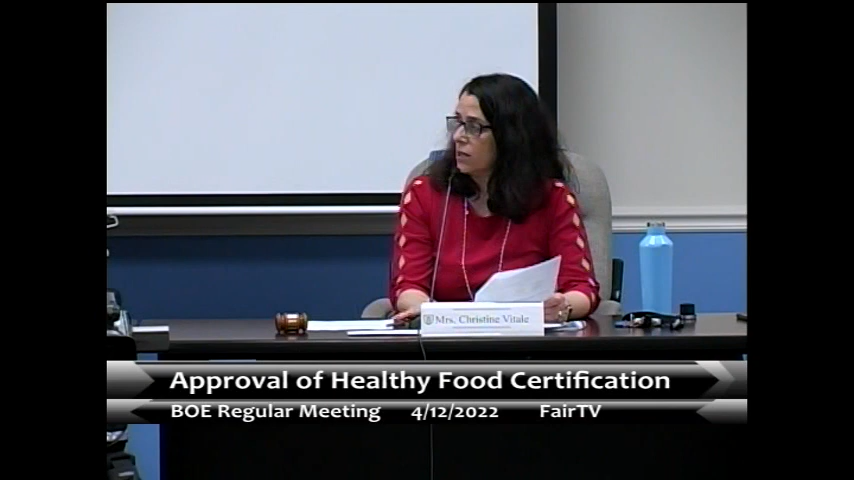 Mrs. Christine Vitale
Approval of Healthy Food Certification
BOE Regular Meeting 4/12/2022 FairTV